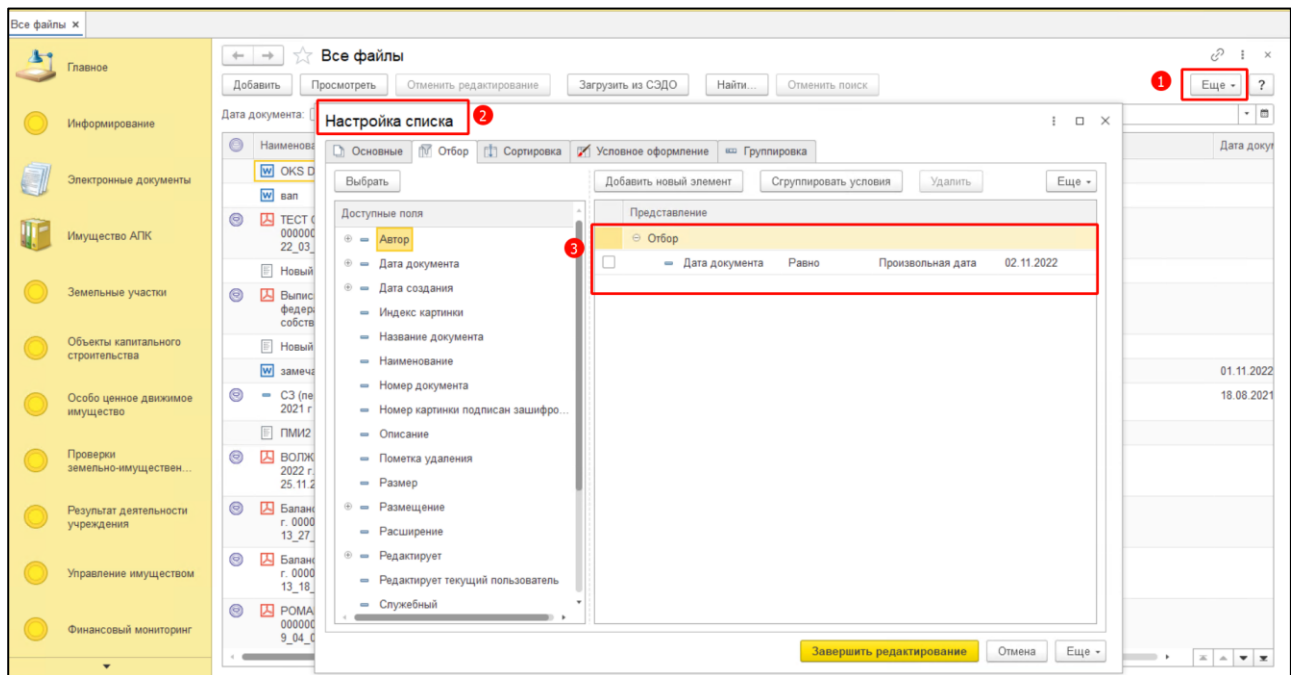 Все файлы ×
Главное
Информирование
Электронные документы
Имущество АПК
Земельные участки
Объекты капитального
строительства
Особо ценное движимое
имущество
Проверки
земельно-имуществен...
Результат деятельности
учреждения
Управление имуществом
Финансовый мониторинг
Все файлы
Добавить Просмотреть Отменить редактирование Загрузить из СЭДО Найти... Отменить поиск 1 Еще ?
Дата документа:
Наименова
Дата докум
OKS D
вап
ТЕСТ
000000
22_03_
Новый
Выпис
федера
собств
Новый
замеча
01.11.2022
СЗ (пе
2021 г
18.08.2021
ПМИ2
ВОЛЖ
2022 г.
25.11.2
Баланс
г. 0000
13_27_
Баланс
г. 0000
13_18_
РОМА
000000
9_04_0
Настройка списка 2
Основные Отбор Сортировка Условное оформление Группировка
Выбрать
Доступные поля
Автор
Дата документа
Дата создания
Индекс картинки
Название документа
Наименование
Номер документа
Номер картинки подписан зашифро...
Описание
Пометка удаления
Размер
Размещение
Расширение
Редактирует
Редактирует текущий пользователь
Служебный
Добавить новый элемент Сгруппировать условия Удалить Еще
Представление
3
Отбор
Дата документа Равно Произвольная дата 02.11.2022
Завершить редактирование Отмена Еще